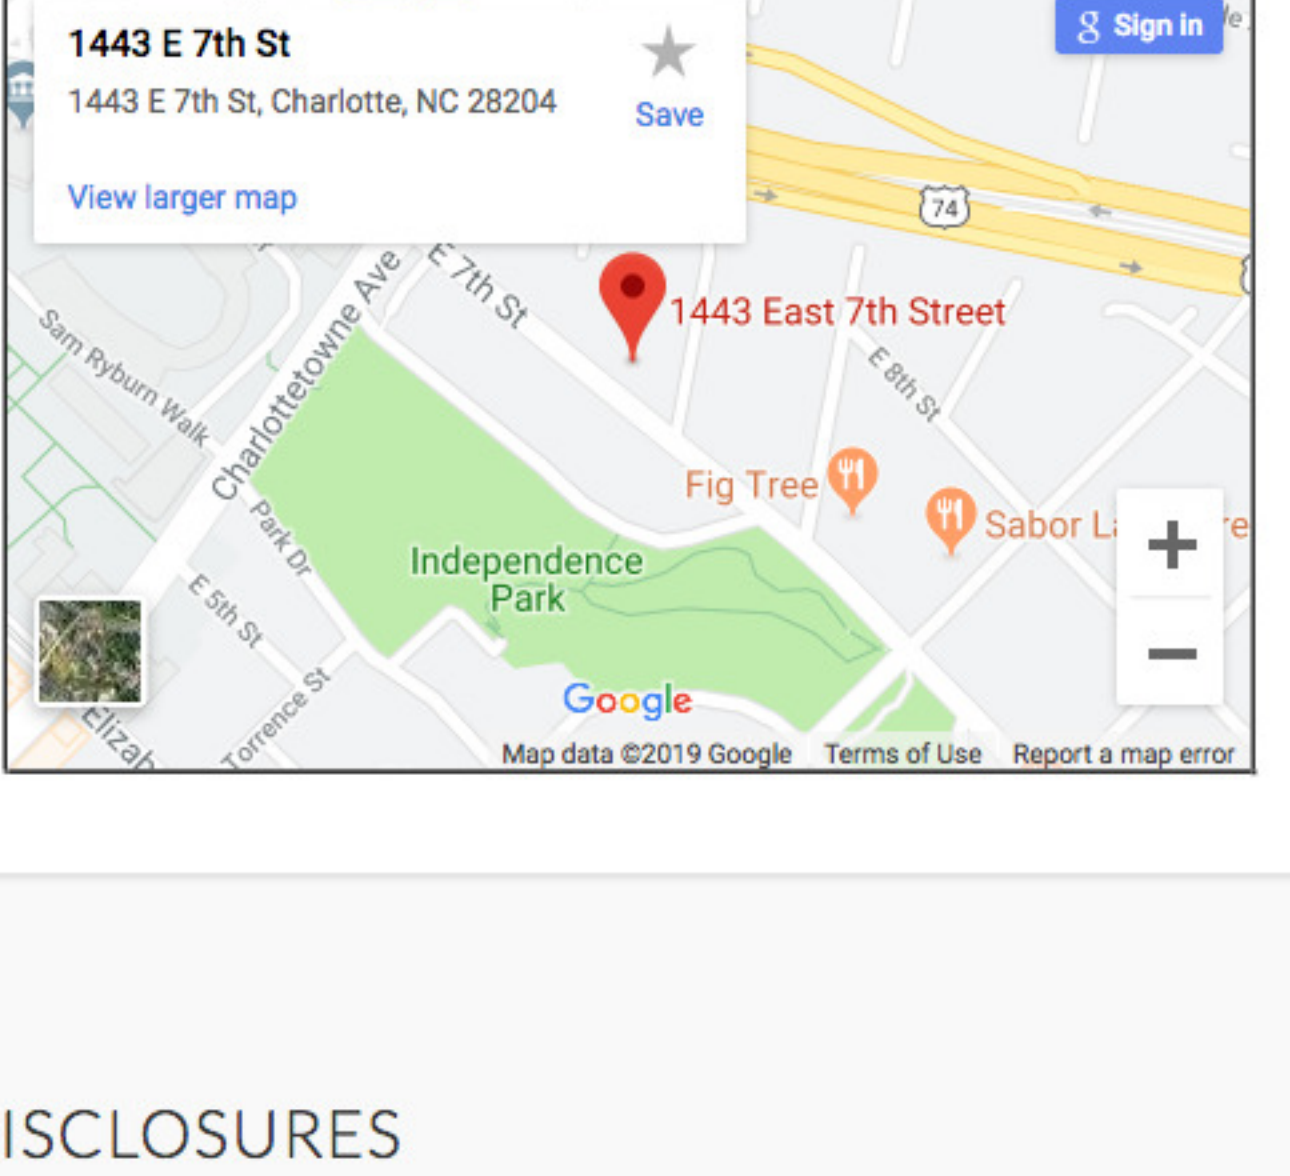 1443 E 7th St
1443 E 7th St, Charlotte, NC 28204
Save
View larger map
Sign in
74
E 7th St
1443 East 7th Street
Charlottetowne Ave
Sam Ryburn Walk
E 8th St
Fig Tree
Sabor
Park Dr
Independence
Park
E 5th St
Torrence St
Google
Map data ©2019 Google
Terms of Use
Report a map error
ISCLOSURES